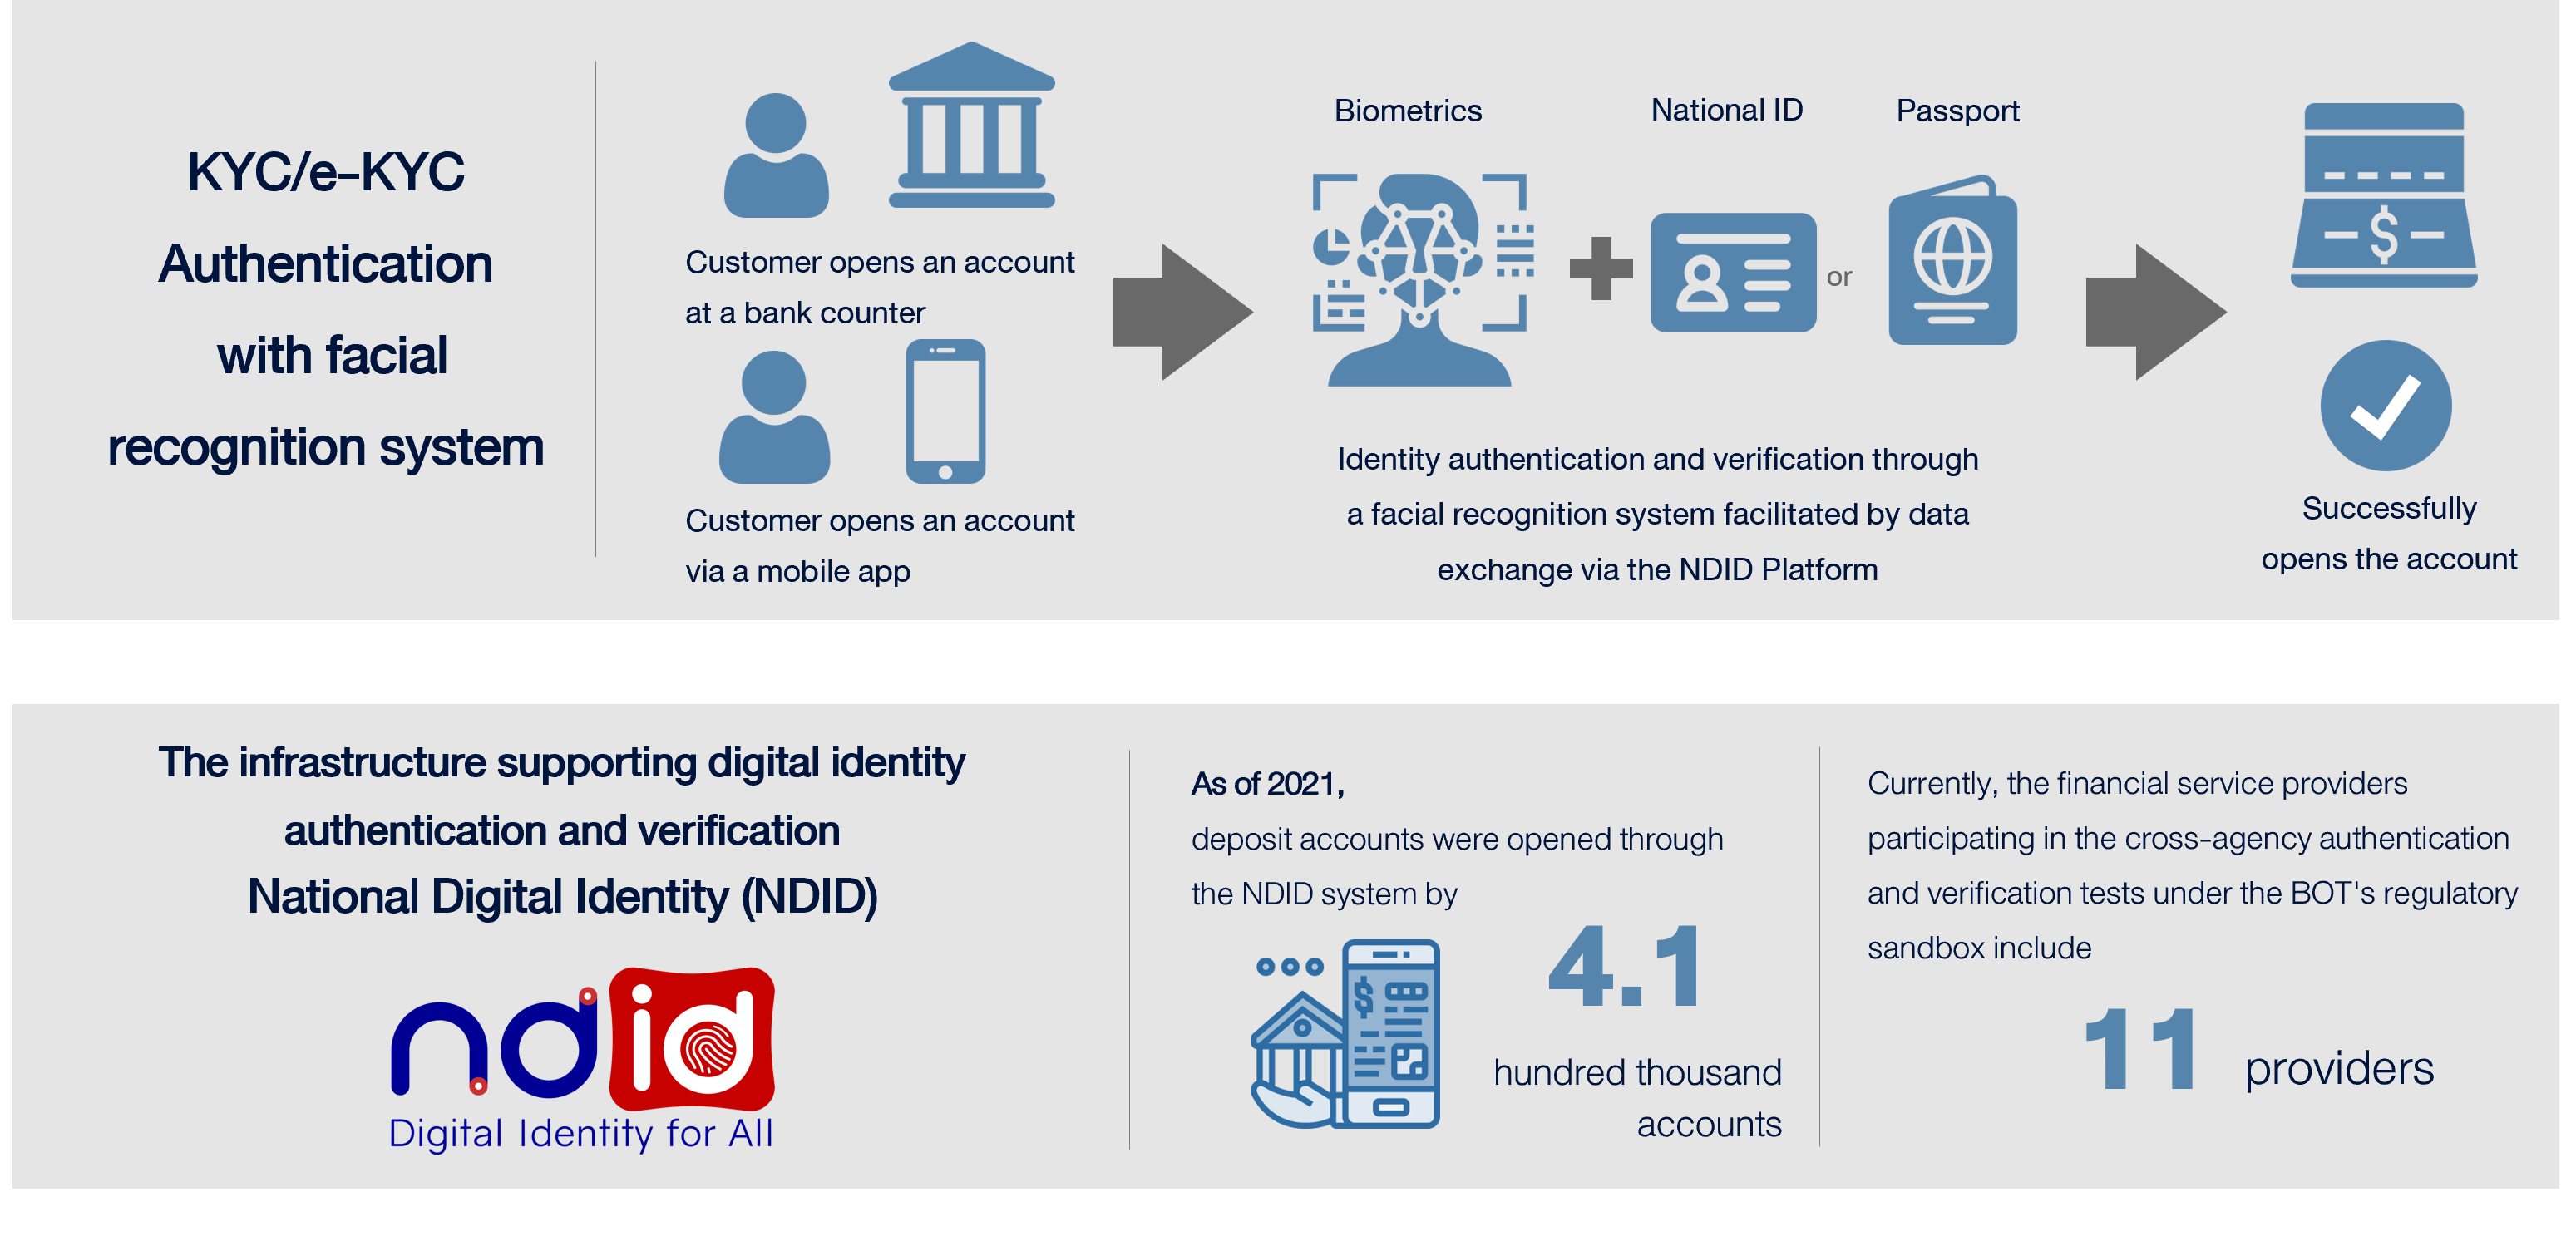 KYC/e-KYC
Authentication
with facial
recognition system
Customer opens an account
at a bank counter
Customer opens an account
via a mobile app
Biometrics
National ID
or
Passport
Identity authentication and verification through
a facial recognition system facilitated by data
exchange via the NDID Platform
$
Successfully
opens the account
The infrastructure supporting digital identity
authentication and verification
National Digital Identity (NDID)
ndid
Digital Identity for All
As of 2021,
deposit accounts were opened through
the NDID system by
$
4.1
hundred thousand
accounts
Currently, the financial service providers
participating in the cross-agency authentication
and verification tests under the BOT's regulatory
sandbox include
11 providers